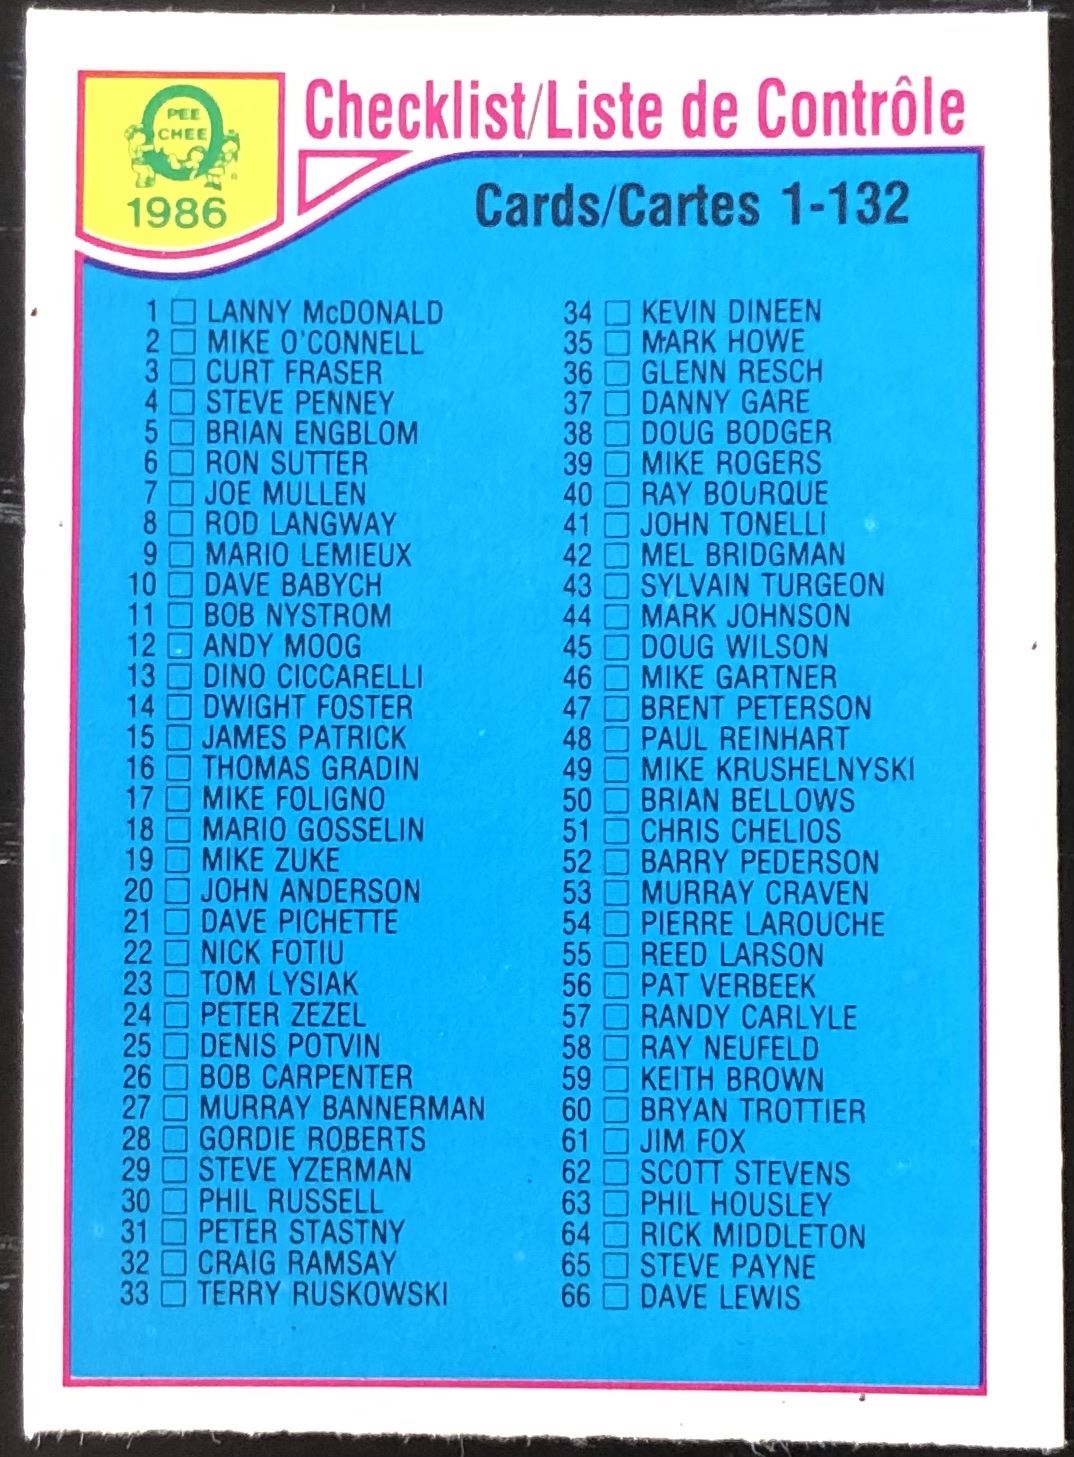 PEE
CHEE
1986
Checklist/Liste de Contrôle
Cards/Cartes 1-132
1 LANNY McDONALD
2 MIKE O'CONNELL
3 CURT FRASER
4 STEVE PENNEY
5 BRIAN ENGBLOM
6 RON SUTTER
7 JOE MULLEN
8 ROD LANGWAY
9 MARIO LEMIEUX
10 DAVE BABYCH
11 BOB NYSTROM
12 ANDY MOOG
13 DINO CICCARELLI
14 DWIGHT FOSTER
15 JAMES PATRICK
16 THOMAS GRADIN
17 MIKE FOLIGNO
18 MARIO GOSSELIN
19 MIKE ZUKE
20 JOHN ANDERSON
21 DAVE PICHETTE
22 NICK FOTIU
23 TOM LYSIAK
24 PETER ZEZEL
25 DENIS POTVIN
26 BOB CARPENTER
27 MURRAY BANNERMAN
28 GORDIE ROBERTS
29 STEVE YZERMAN
30 PHIL RUSSELL
31 PETER STASTNY
32 CRAIG RAMSAY
33 TERRY RUSKOWSKI
34 KEVIN DINEEN
35 MARK HOWE
36 GLENN RESCH
37 DANNY GARE
38 DOUG BODGER
39 MIKE ROGERS
40 RAY BOURQUE
41 JOHN TONELLI
42 MEL BRIDGMAN
43 SYLVAIN TURGEON
44 MARK JOHNSON
45 DOUG WILSON
46 MIKE GARTNER
47 BRENT PETERSON
48 PAUL REINHART
49 MIKE KRUSHELNYSKI
50 BRIAN BELLOWS
51 CHRIS CHELIOS
52 BARRY PEDERSON
53 MURRAY CRAVEN
54 PIERRE LAROUCHE
55 REED LARSON
56 PAT VERBEEK
57 RANDY CARLYLE
58 RAY NEUFELD
59 KEITH BROWN
60 BRYAN TROTTIER
61 JIM FOX
62 SCOTT STEVENS
63 PHIL HOUSLEY
64 RICK MIDDLETON
65 STEVE PAYNE
66 DAVE LEWIS